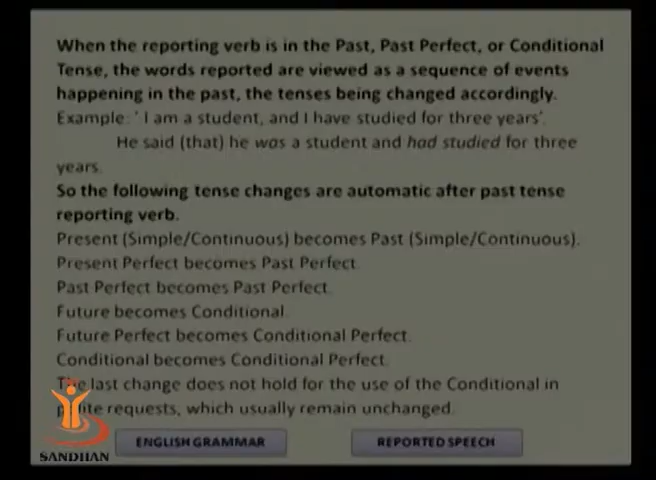 When the reporting verb is in the Past, Past Perfect, or Conditional
Tense, the words reported are viewed as a sequence of events
happening in the past, the tenses being changed accordingly.
Example: ' I am a student, and I have studied for three years'.
He said (that) he was a student and had studied for three
years.
So the following tense changes are automatic after past tense
reporting verb.
Present (Simple/Continuous) becomes Past (Simple/Continuous).
Present Perfect becomes Past Perfect.
Past Perfect becomes Past Perfect.
Future becomes Conditional.
Future Perfect becomes Conditional Perfect.
Conditional becomes Conditional Perfect.
The last change does not hold for the use of the Conditional in
polite requests, which usually remain unchanged.
ENGLISH GRAMMAR
REPORTED SPEECH
SANDHAN